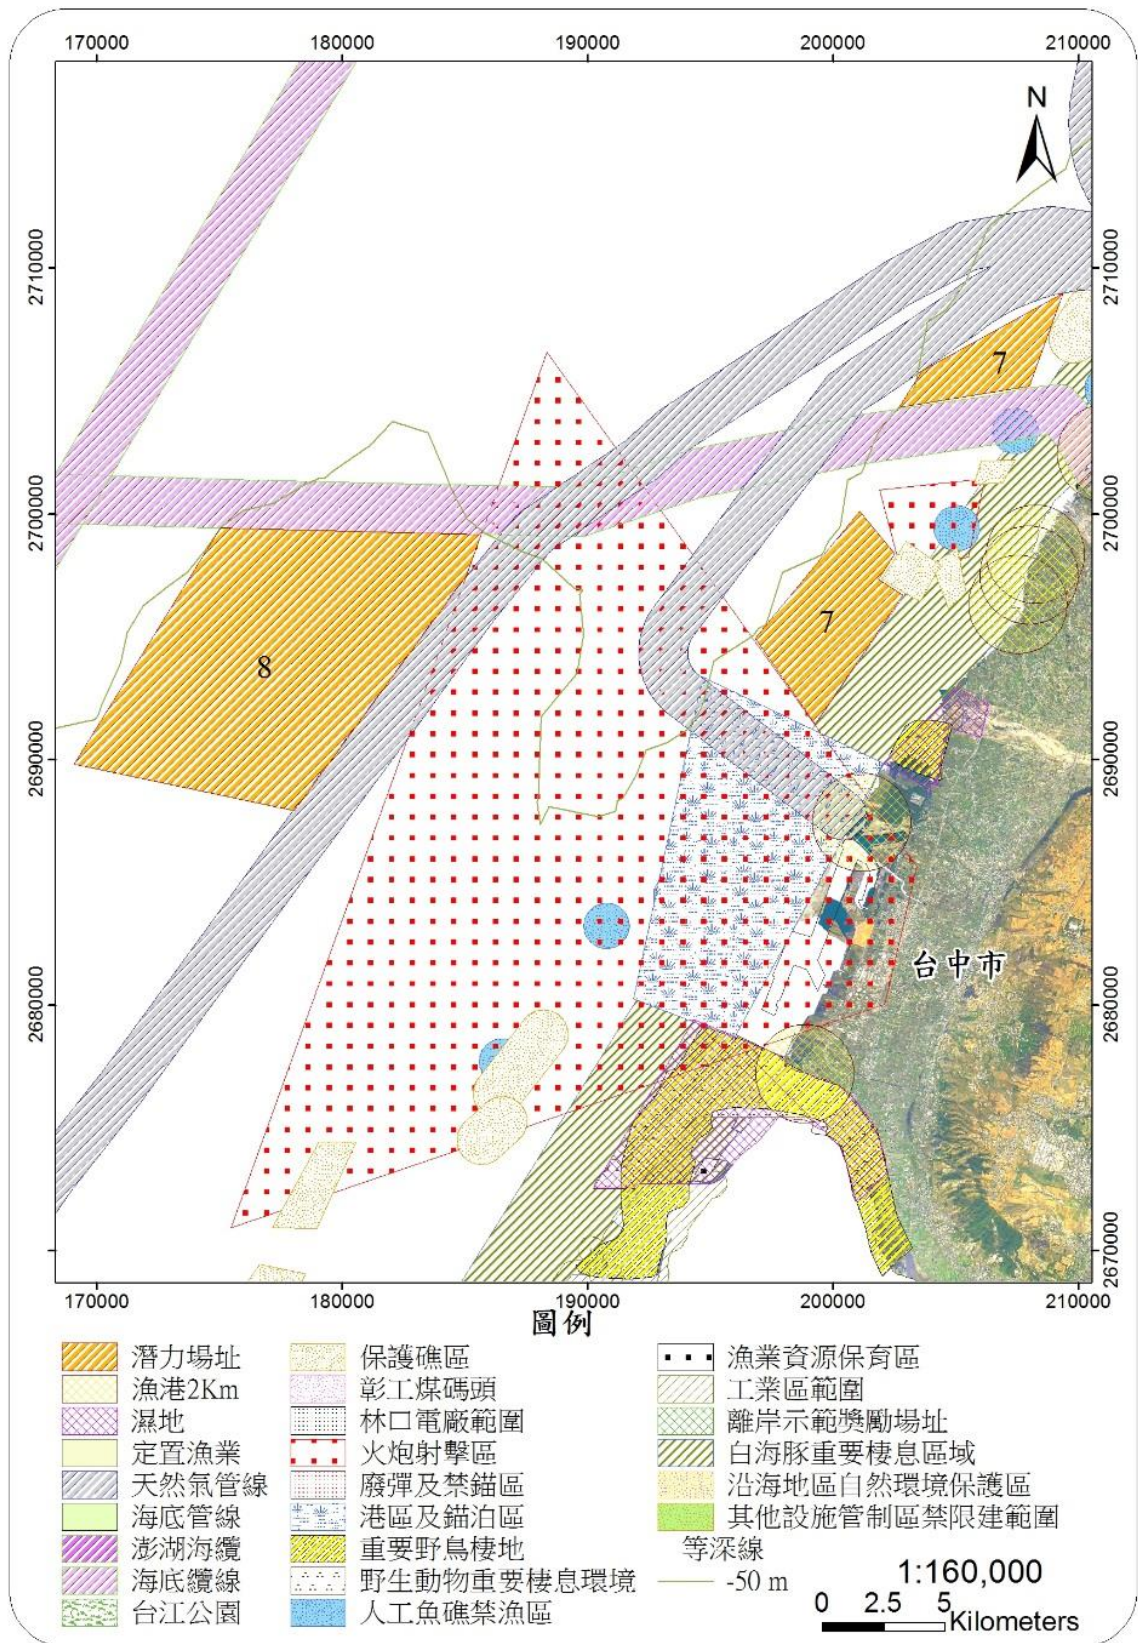 170000 180000 190000 200000 210000
N
2710000 2710000
7
2700000 2700000
7
8
2690000 2690000
台中市
2680000 2680000
2670000
170000 180000 190000 200000 210000
圖例
潛力場址 保護礁區 漁業資源保育區
漁港2Km 彰工煤碼頭 工業區範圍
濕地 林口電廠範圍 離岸示範獎勵場址
定置漁業 火炮射擊區 白海豚重要棲息區域
天然氣管線 廢彈及禁錨區 沿海地區自然環境保護區
海底管線 港區及錨泊區 其他設施管制區禁限建範圍
澎湖海纜 重要野鳥棲地 等深線
海底纜線 野生動物重要棲息環境 -50 m
台江公園 人工魚礁禁漁區
1:160,000
0 2.5 5
Kilometers